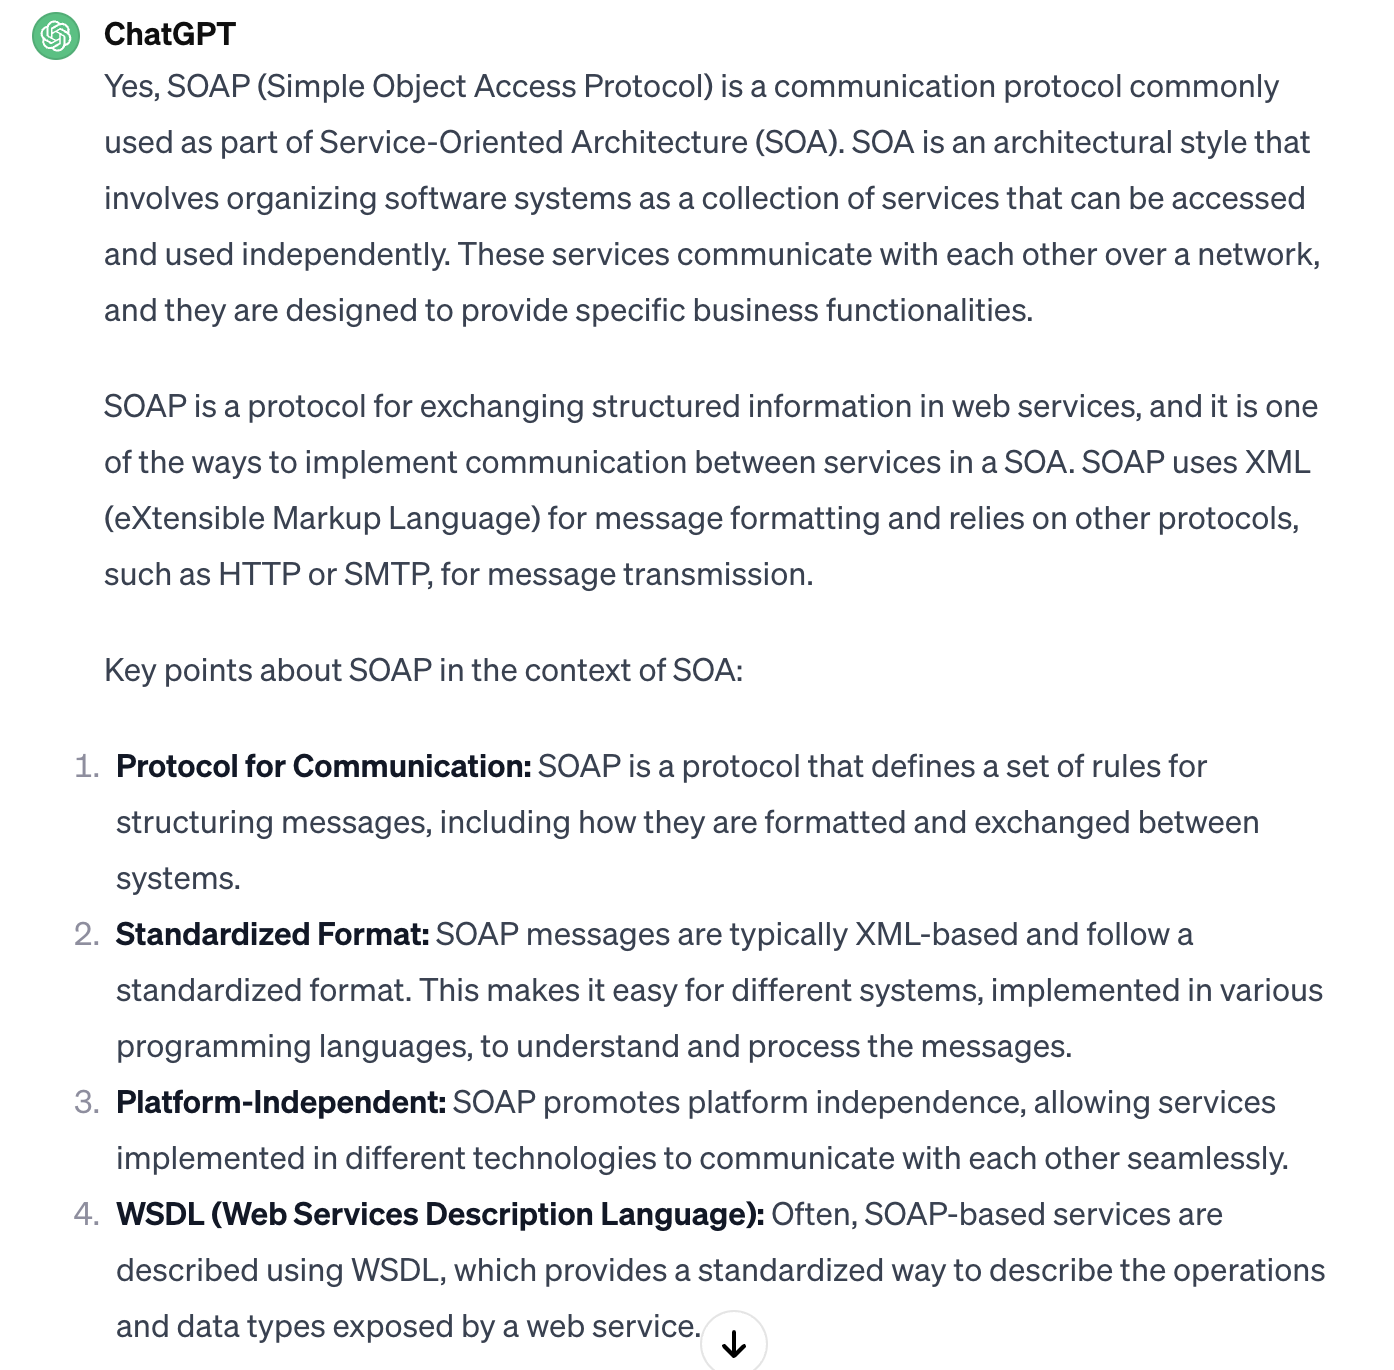 ChatGPT
Yes, SOAP (Simple Object Access Protocol) is a communication protocol commonly
used as part of Service-Oriented Architecture (SOA). SOA is an architectural style that
involves organizing software systems as a collection of services that can be accessed
and used independently. These services communicate with each other over a network,
and they are designed to provide specific business functionalities.
SOAP is a protocol for exchanging structured information in web services, and it is one
of the ways to implement communication between services in a SOA. SOAP uses XML
(eXtensible Markup Language) for message formatting and relies on other protocols,
such as HTTP or SMTP, for message transmission.
Key points about SOAP in the context of SOA:
1. Protocol for Communication: SOAP is a protocol that defines a set of rules for
structuring messages, including how they are formatted and exchanged between
systems.
2. Standardized Format: SOAP messages are typically XML-based and follow a
standardized format. This makes it easy for different systems, implemented in various
programming languages, to understand and process the messages.
3. Platform-Independent: SOAP promotes platform independence, allowing services
implemented in different technologies to communicate with each other seamlessly.
4. WSDL (Web Services Description Language): Often, SOAP-based services are
described using WSDL, which provides a standardized way to describe the operations
and data types exposed by a web service.